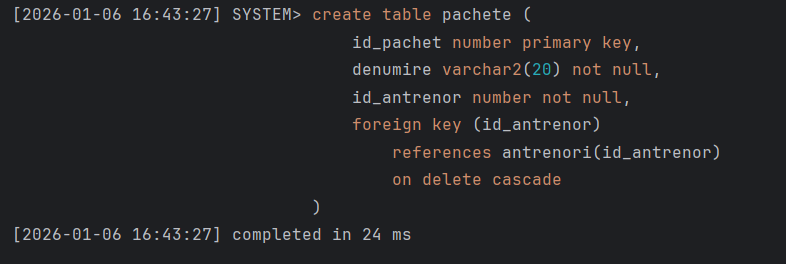 [2026-01-06 16:43:27] SYSTEM> create table pachete (
id_pachet number primary key,
denumire varchar2(20) not null,
id_antrenor number not null,
foreign key (id_antrenor)
references antrenori(id_antrenor)
on delete cascade
)
[2026-01-06 16:43:27] completed in 24 ms